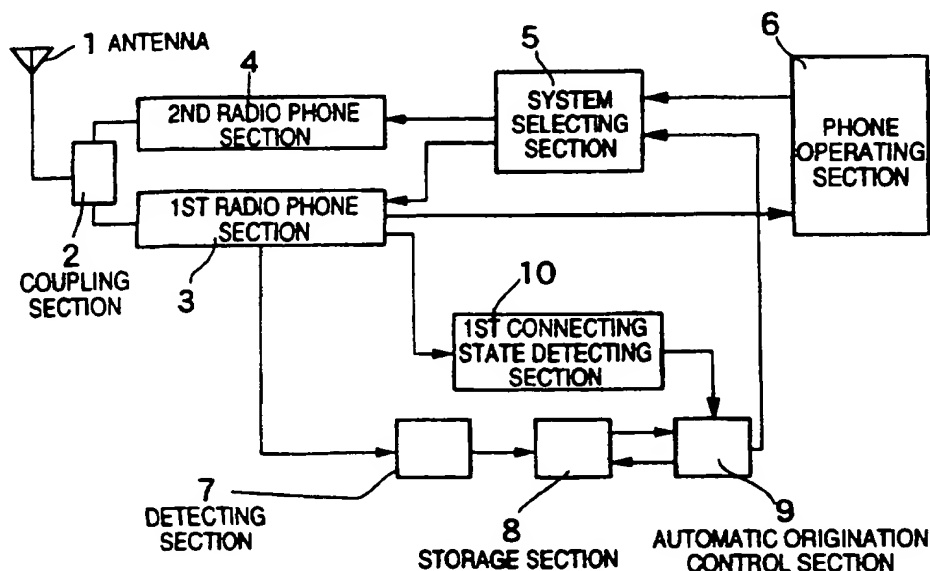 1 ANTENNA
4
2ND RADIO PHONE
SECTION
5
SYSTEM
SELECTING
SECTION
6
PHONE
OPERATING
SECTION
1ST RADIO PHONE
SECTION
3
2
COUPLING
SECTION
10
1ST CONNECTING
STATE DETECTING
SECTION
7
DETECTING
SECTION
8
STORAGE SECTION
9
AUTOMATIC ORIGINATION
CONTROL SECTION